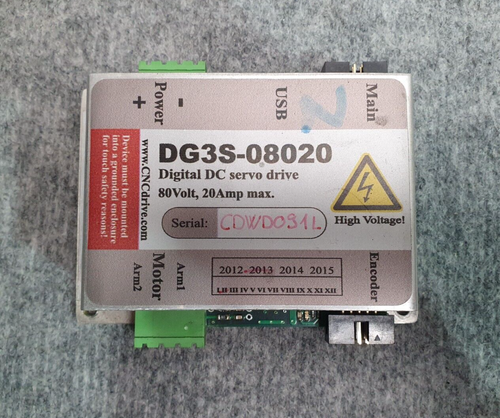 Power
+ -
USB
Main
Device must be mounted
into a grounded enclosure
for touch safety reasons!
www.CNCdrive.com
DG3S-08020
Digital DC servo drive
80Volt, 20Amp max.
Serial: CDWD091L
High Voltage!
Motor
Arm1
Arm2
2012 - 2013 2014 2015
I II III IV V VI VII VIII IX X XI XII
Encoder